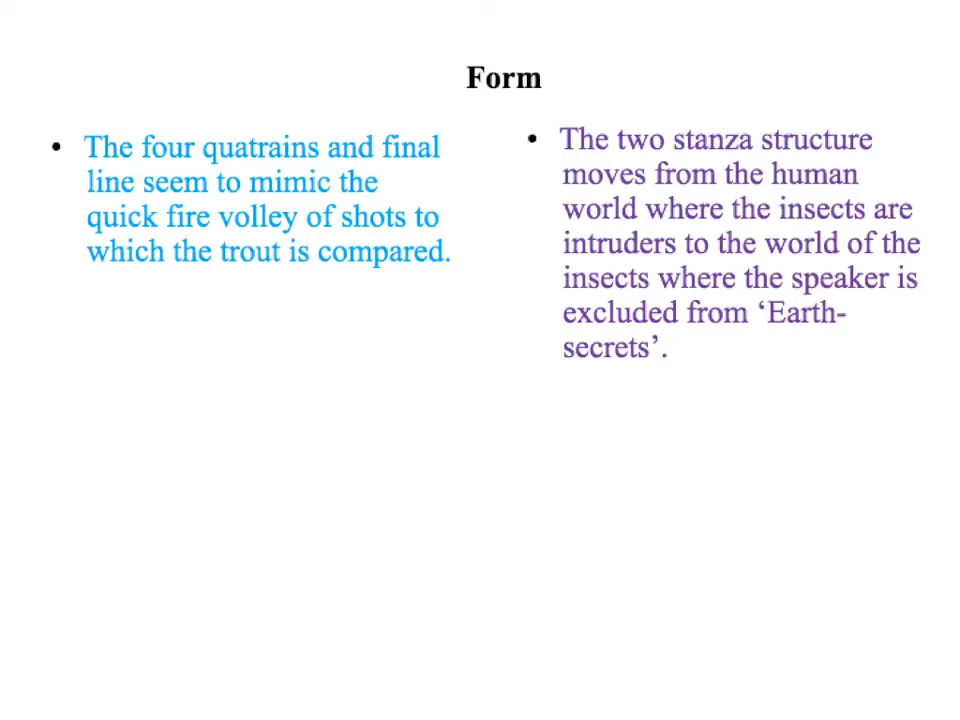 Form
• The four quatrains and final
line seem to mimic the
quick fire volley of shots to
which the trout is compared.
• The two stanza structure
moves from the human
world where the insects are
intruders to the world of the
insects where the speaker is
excluded from ‘Earth-
secrets’.